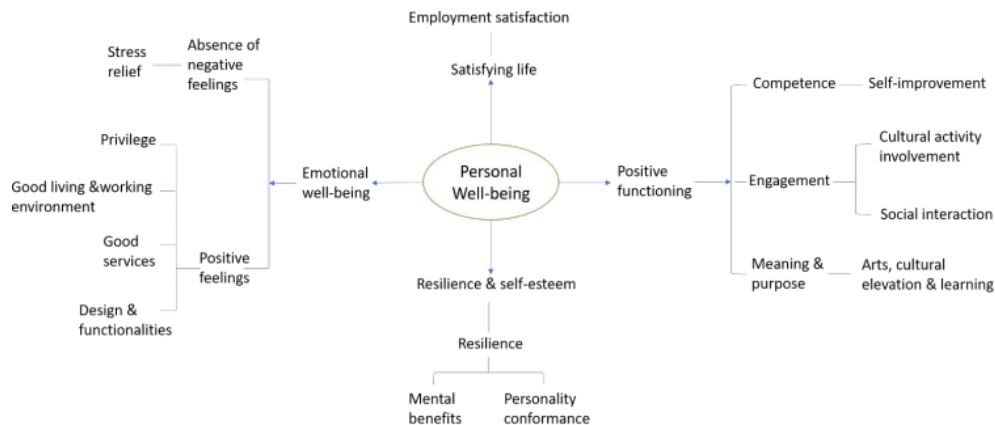 Employment satisfaction
Satisfying life
Stress
relief
Absence of
negative
feelings
Privilege
Good living &working
environment
Good
services
Design &
functionalities
Positive
feelings
Emotional
well-being
Personal
Well-being
Positive
functioning
Competence
Self-improvement
Engagement
Cultural activity
involvement
Social interaction
Meaning &
purpose
Arts, cultural
elevation & learning
Resilience & self-esteem
Resilience
Mental
benefits
Personality
conformance